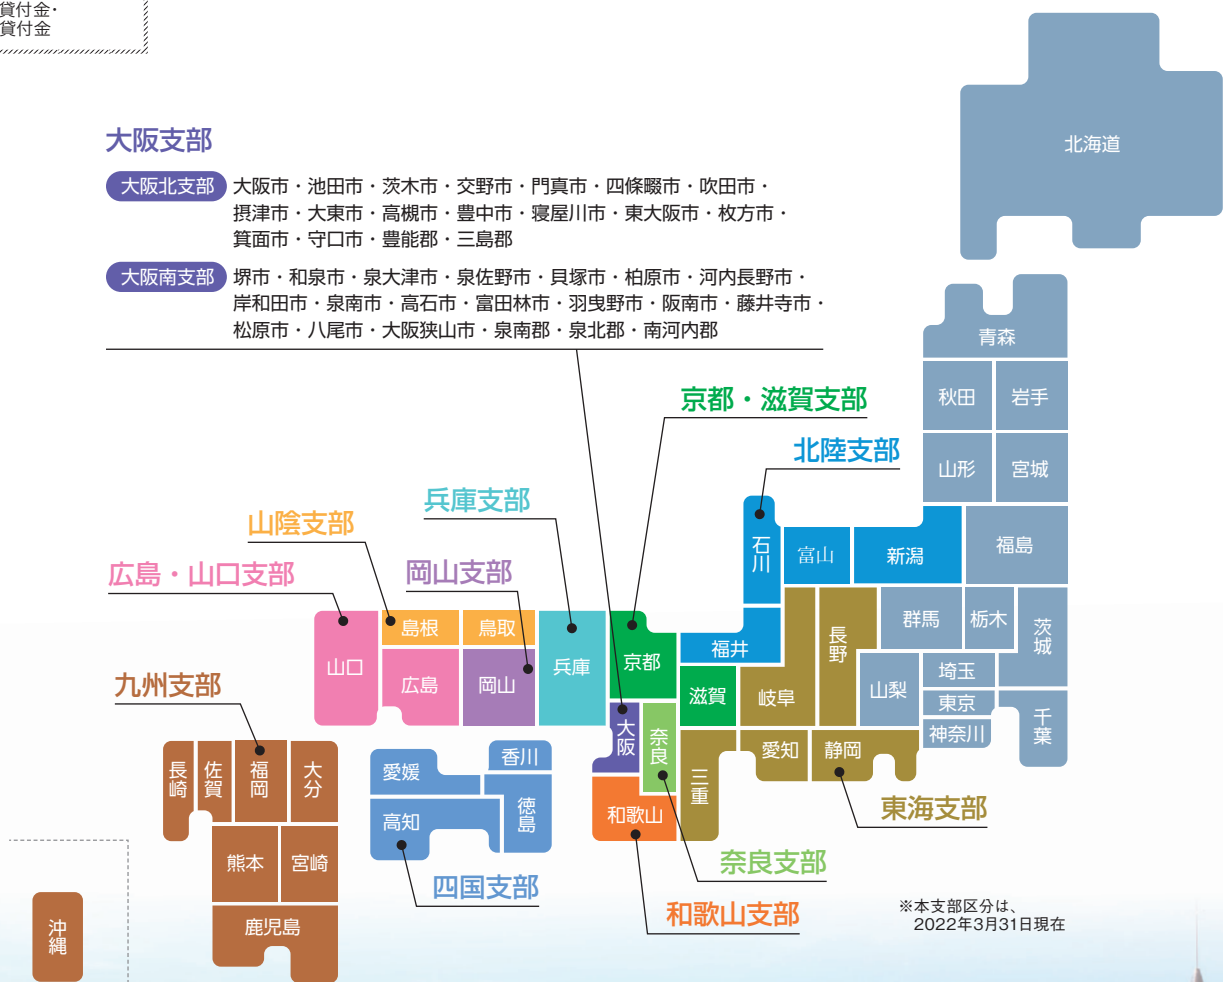 貸付金・
貸付金
大阪支部
大阪北支部
大阪市・池田市・茨木市・交野市・門真市・四條畷市・吹田市・
摂津市・大東市・高槻市・豊中市・寝屋川市・東大阪市・枚方市・
箕面市・守口市・豊能郡・三島郡
大阪南支部
堺市・和泉市・泉大津市・泉佐野市・貝塚市・柏原市・河内長野市・
岸和田市・泉南市・高石市・富田林市・羽曳野市・阪南市・藤井寺市・
松原市・八尾市・大阪狭山市・泉南郡・泉北郡・南河内郡
北海道
青森
秋田
岩手
山形
宮城
福島
京都・滋賀支部
北陸支部
石川
富山
新潟
福井
兵庫支部
山陰支部
岡山支部
広島・山口支部
山口
島根
鳥取
広島
岡山
兵庫
京都
滋賀
岐阜
長野
群馬
栃木
茨城
山梨
埼玉
東京
神奈川
千葉
九州支部
長崎
佐賀
福岡
大分
熊本
宮崎
鹿児島
沖縄
愛媛
香川
高知
徳島
四国支部
大阪
奈良
和歌山
三重
愛知
静岡
東海支部
奈良支部
和歌山支部
※本支部区分は、
2022年3月31日現在